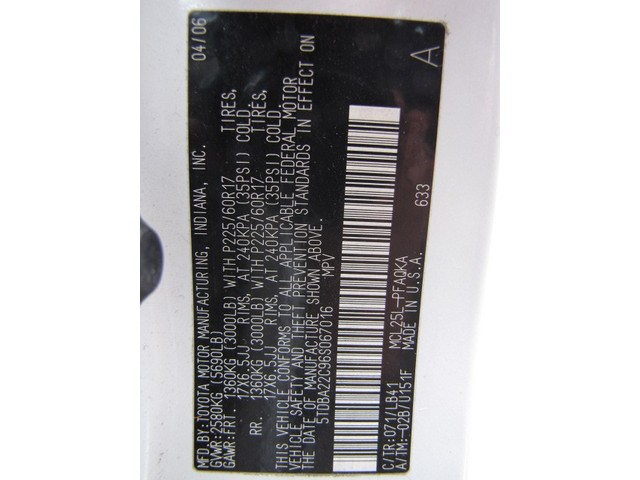 MFD.BY:TOYOTA MOTOR MANUFACTURING, INDIANA, INC. 04/06
GVWR:2580KG (5690LB)
GAWR:FRT. 1360KG (3000LB) WITH P225/60R17 TIRES,
17X6.5JJ RIMS, AT 240KPA (35PSI) COLD.
RR. 1360KG (3000LB) WITH P225/60R17 TIRES,
17X6.5JJ RIMS, AT 240KPA (35PSI) COLD.
THIS VEHICLE CONFORMS TO ALL APPLICABLE FEDERAL MOTOR
VEHICLE SAFETY AND THEFT PREVENTION STANDARDS IN EFFECT ON
THE DATE OF MANUFACTURE SHOWN ABOVE.
5TDBA22C96S067016 MPV
C/TR:071/LB41 MCL25L-PFAQKA 633 A
A/TM:-02B/U151F MADE IN U.S.A.